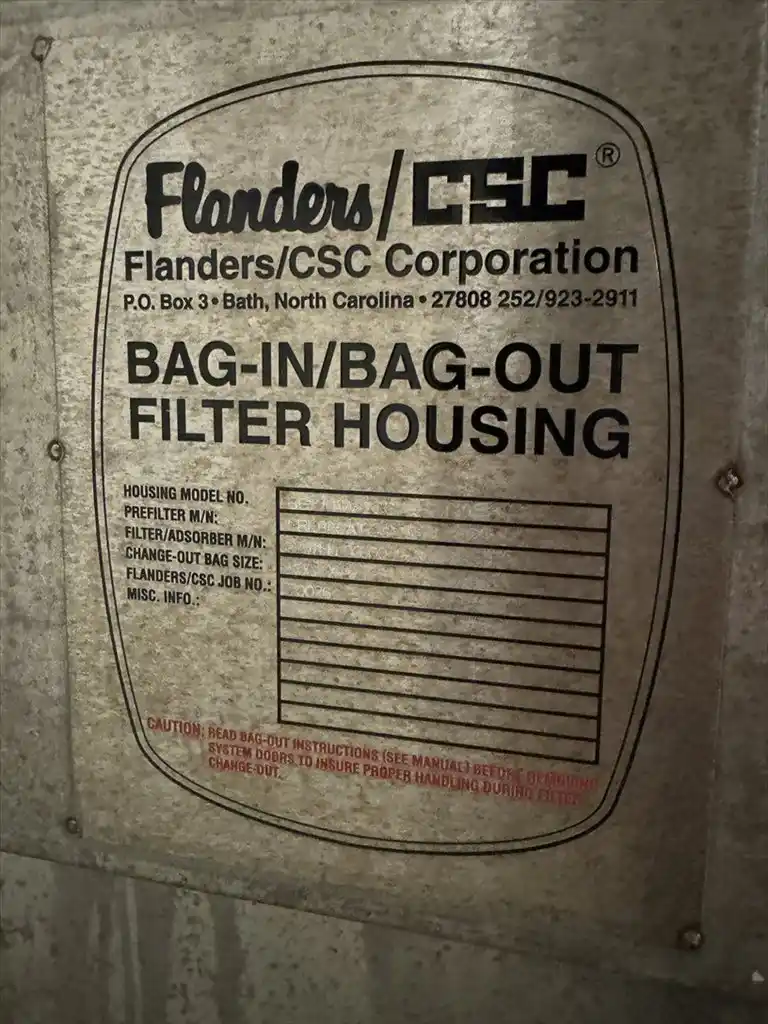 Flanders/CSC®
Flanders/CSC Corporation
P.O. Box 3 • Bath, North Carolina • 27808 252/923-2911
BAG-IN/BAG-OUT
FILTER HOUSING
HOUSING MODEL NO.
PREFILTER M/N:
FILTER/ADSORBER M/N:
CHANGE-OUT BAG SIZE:
FLANDERS/CSC JOB NO.:
MISC. INFO.:
CAUTION: READ BAG-OUT INSTRUCTIONS (SEE MANUAL) BEFORE
SYSTEM DOORS TO INSURE PROPER HANDLING DURING FILTER
CHANGE-OUT.